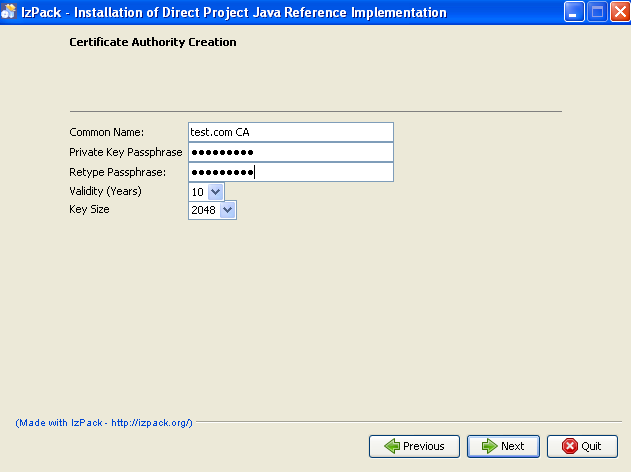 IzPack - Installation of Direct Project Java Reference Implementation
Certificate Authority Creation
Common Name: test.com CA
Private Key Passphrase ●●●●●●●●●
Retype Passphrase: ●●●●●●●●●
Validity (Years) 10
Key Size 2048
(Made with IzPack - http://izpack.org/)
Previous Next Quit